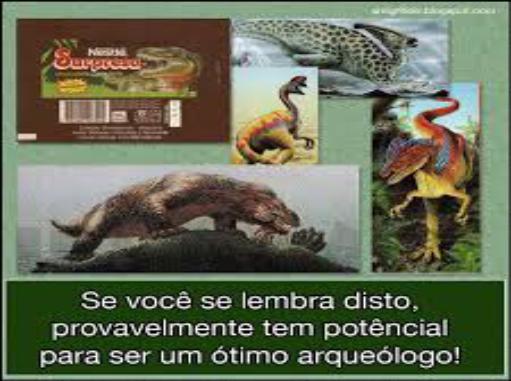 Nestlé
Surpresa
Se você se lembra disto,
provavelmente tem potêncial
para ser um ótimo arqueólogo!